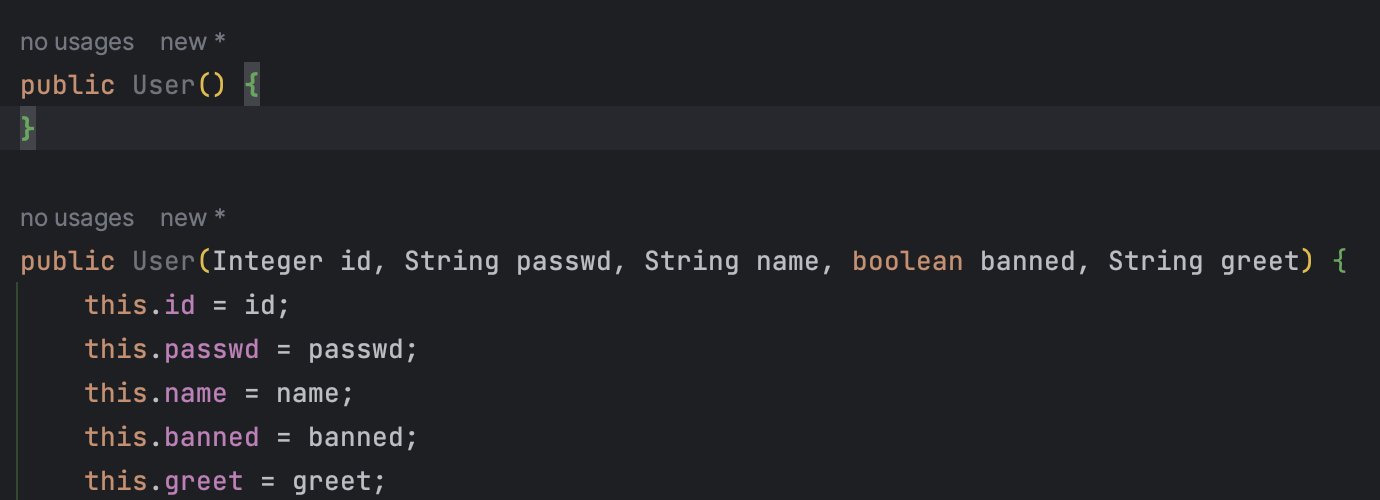 no usages new *
public User() {
}
no usages new *
public User(Integer id, String passwd, String name, boolean banned, String greet) {
this.id = id;
this.passwd = passwd;
this.name = name;
this.banned = banned;
this.greet = greet;